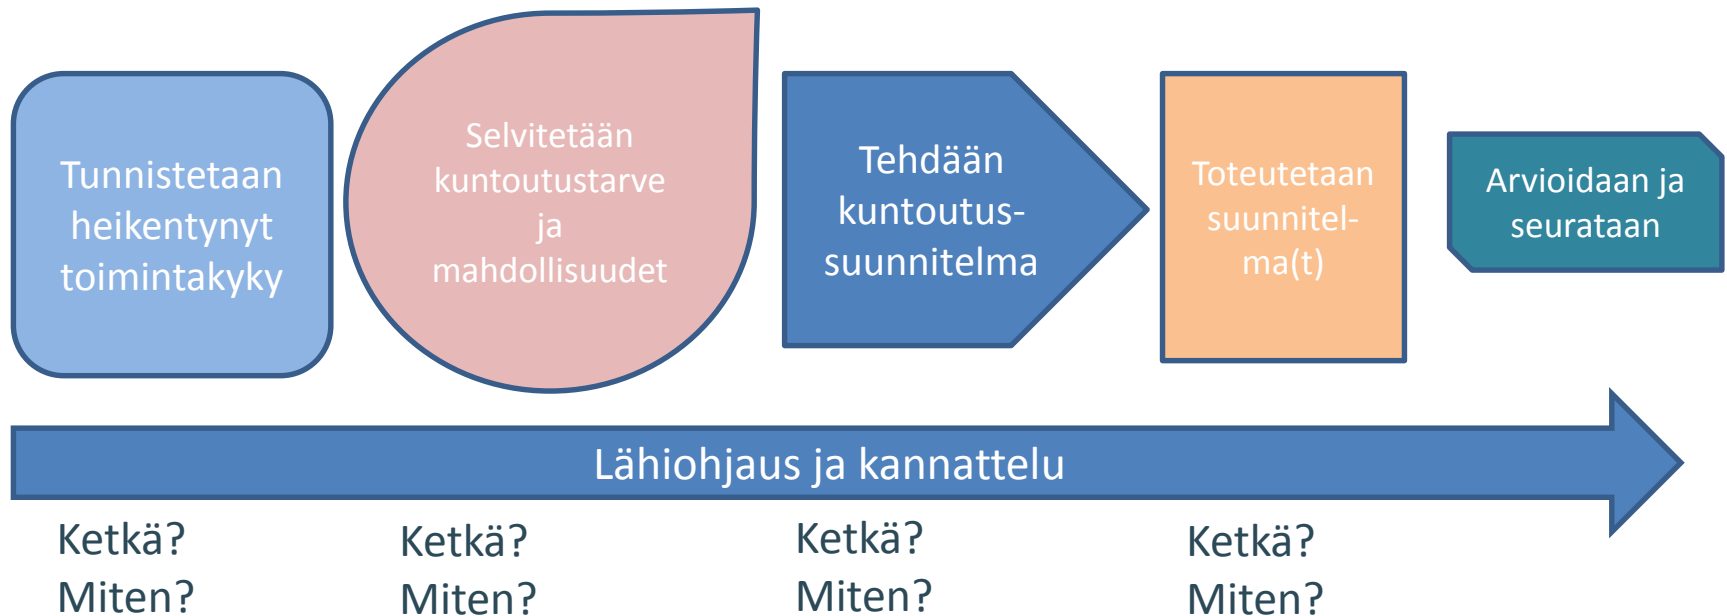 Tunnistetaan
heikentynyt
toimintakyky
Selvitetään
kuntoutustarve
ja
mahdollisuudet
Tehdään
kuntoutus-
suunnitelma
Toteutetaan
suunnitel-
ma(t)
Arvioidaan ja
seurataan
Lähiohjaus ja kannattelu
Ketkä?
Miten?
Ketkä?
Miten?
Ketkä?
Miten?
Ketkä?
Miten?